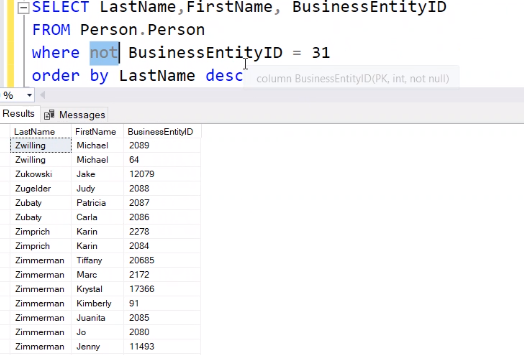 SELECT LastName,FirstName, BusinessEntityID
FROM Person.Person
where not BusinessEntityID = 31
order by LastName desc
column BusinessEntityID(PK, int, not null)
%
Results Messages
LastName FirstName BusinessEntityID
Zwilling Michael 2089
Zwilling Michael 64
Zukowski Jake 12079
Zugelder Judy 2088
Zubaty Patricia 2087
Zubaty Carla 2086
Zimprich Karin 2278
Zimprich Karin 2084
Zimmerman Tiffany 20685
Zimmerman Marc 2172
Zimmerman Krystal 17366
Zimmerman Kimberly 91
Zimmerman Juanita 2085
Zimmerman Jo 2080
Zimmerman Jenny 11493